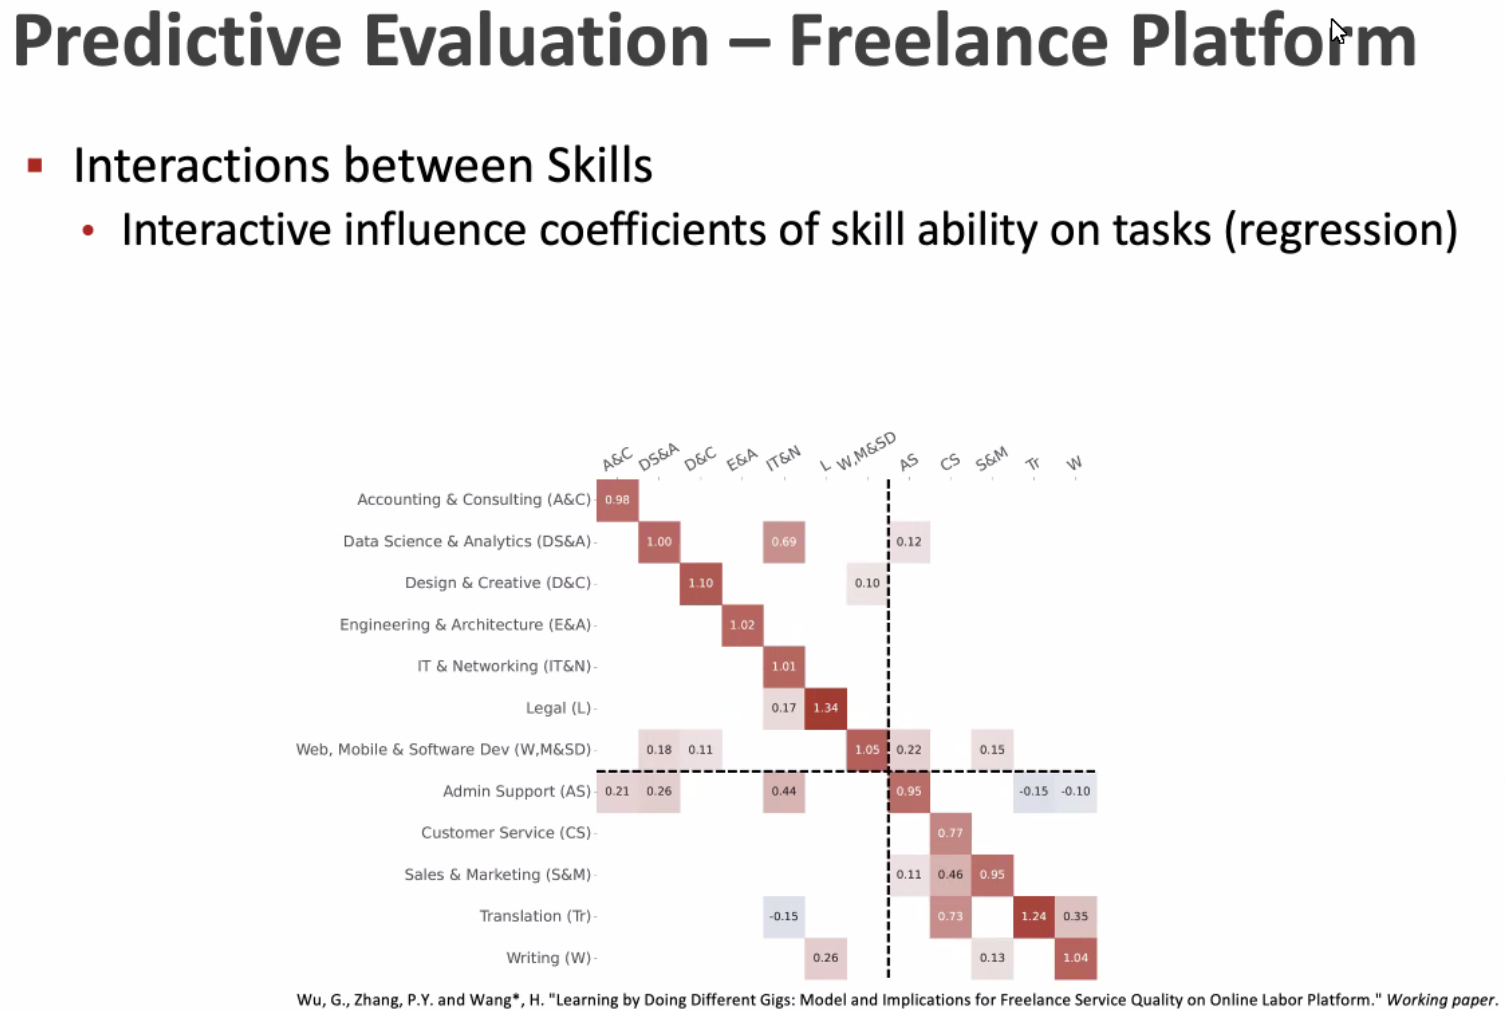 Predictive Evaluation – Freelance Platform
Interactions between Skills
Interactive influence coefficients of skill ability on tasks (regression)
A&C DS&A D&C E&A IT&N L W,M&SD AS CS S&M Tr W
Accounting & Consulting (A&C) 0.98
Data Science & Analytics (DS&A) 1.00 0.69 0.12
Design & Creative (D&C) 1.10 0.10
Engineering & Architecture (E&A) 1.02
IT & Networking (IT&N) 1.01
Legal (L) 0.17 1.34
Web, Mobile & Software Dev (W,M&SD) 0.18 0.11 1.05 0.22 0.15
Admin Support (AS) 0.21 0.26 0.44 0.95 -0.15 -0.10
Customer Service (CS) 0.77
Sales & Marketing (S&M) 0.11 0.46 0.95
Translation (Tr) -0.15 0.73 1.24 0.35
Writing (W) 0.26 0.13 1.04
Wu, G., Zhang, P.Y. and Wang*, H. "Learning by Doing Different Gigs: Model and Implications for Freelance Service Quality on Online Labor Platform." Working paper.